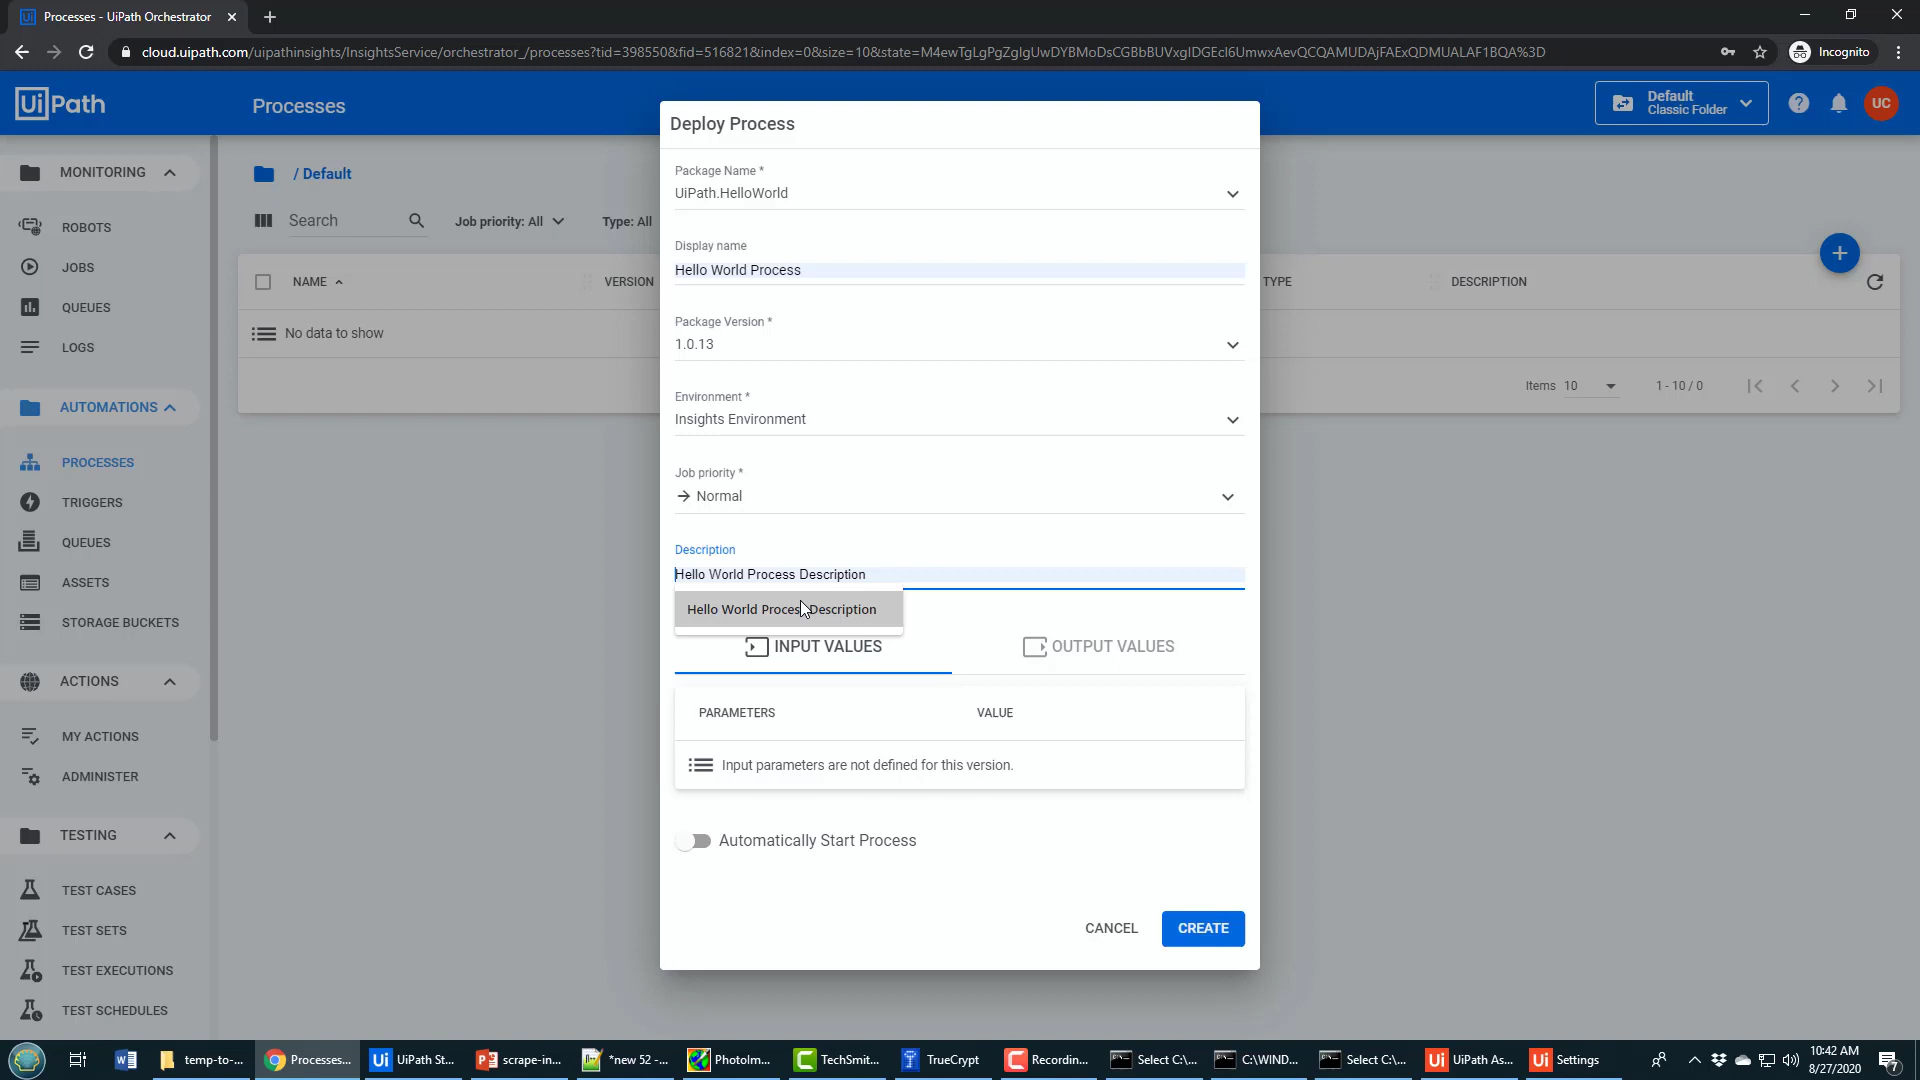 Processes - UiPath Orchestrator
cloud.uipath.com/uipathinsights/InsightsService/orchestrator_/processes?tid=398550&fid=516821&index=0&size=10&state=M4ewTgLgPgZglgUwDYBMoDsCGBbBUVxgIDGEcl6UmwxAevQCQAMUDAjFAExQDMUALAF1BQA%3D
Incognito
UiPath
Processes
Default
Classic Folder
UC
MONITORING
ROBOTS
JOBS
QUEUES
LOGS
AUTOMATIONS
PROCESSES
TRIGGERS
QUEUES
ASSETS
STORAGE BUCKETS
ACTIONS
MY ACTIONS
ADMINISTER
TESTING
TEST CASES
TEST SETS
TEST EXECUTIONS
TEST SCHEDULES
/ Default
Search
Job priority: All
Type: All
NAME
VERSION
TYPE
DESCRIPTION
No data to show
Items 10
1 - 10 / 0
Deploy Process
Package Name *
UiPath.HelloWorld
Display name
Hello World Process
Package Version *
1.0.13
Environment *
Insights Environment
Job priority *
Normal
Description
Hello World Process Description
Hello World Process Description
INPUT VALUES
OUTPUT VALUES
PARAMETERS
VALUE
Input parameters are not defined for this version.
Automatically Start Process
CANCEL
CREATE
temp-to-...
Processes...
UiPath St...
scrape-in...
*new 52 -...
PhotoIm...
TechSmit...
TrueCrypt
Recordin...
Select C:\...
C:\WIND...
Select C:\...
UiPath As...
Settings
10:42 AM
8/27/2020
7